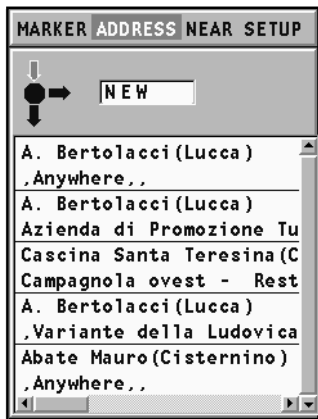 MARKER ADDRESS NEAR SETUP
NEW
A. Bertolacci(Lucca)
,Anywhere,,
A. Bertolacci(Lucca)
Azienda di Promozione Tu
Cascina Santa Teresina(C
Campagnola ovest - Rest
A. Bertolacci(Lucca)
,Variante della Ludovica
Abate Mauro(Cisternino)
,Anywhere,,